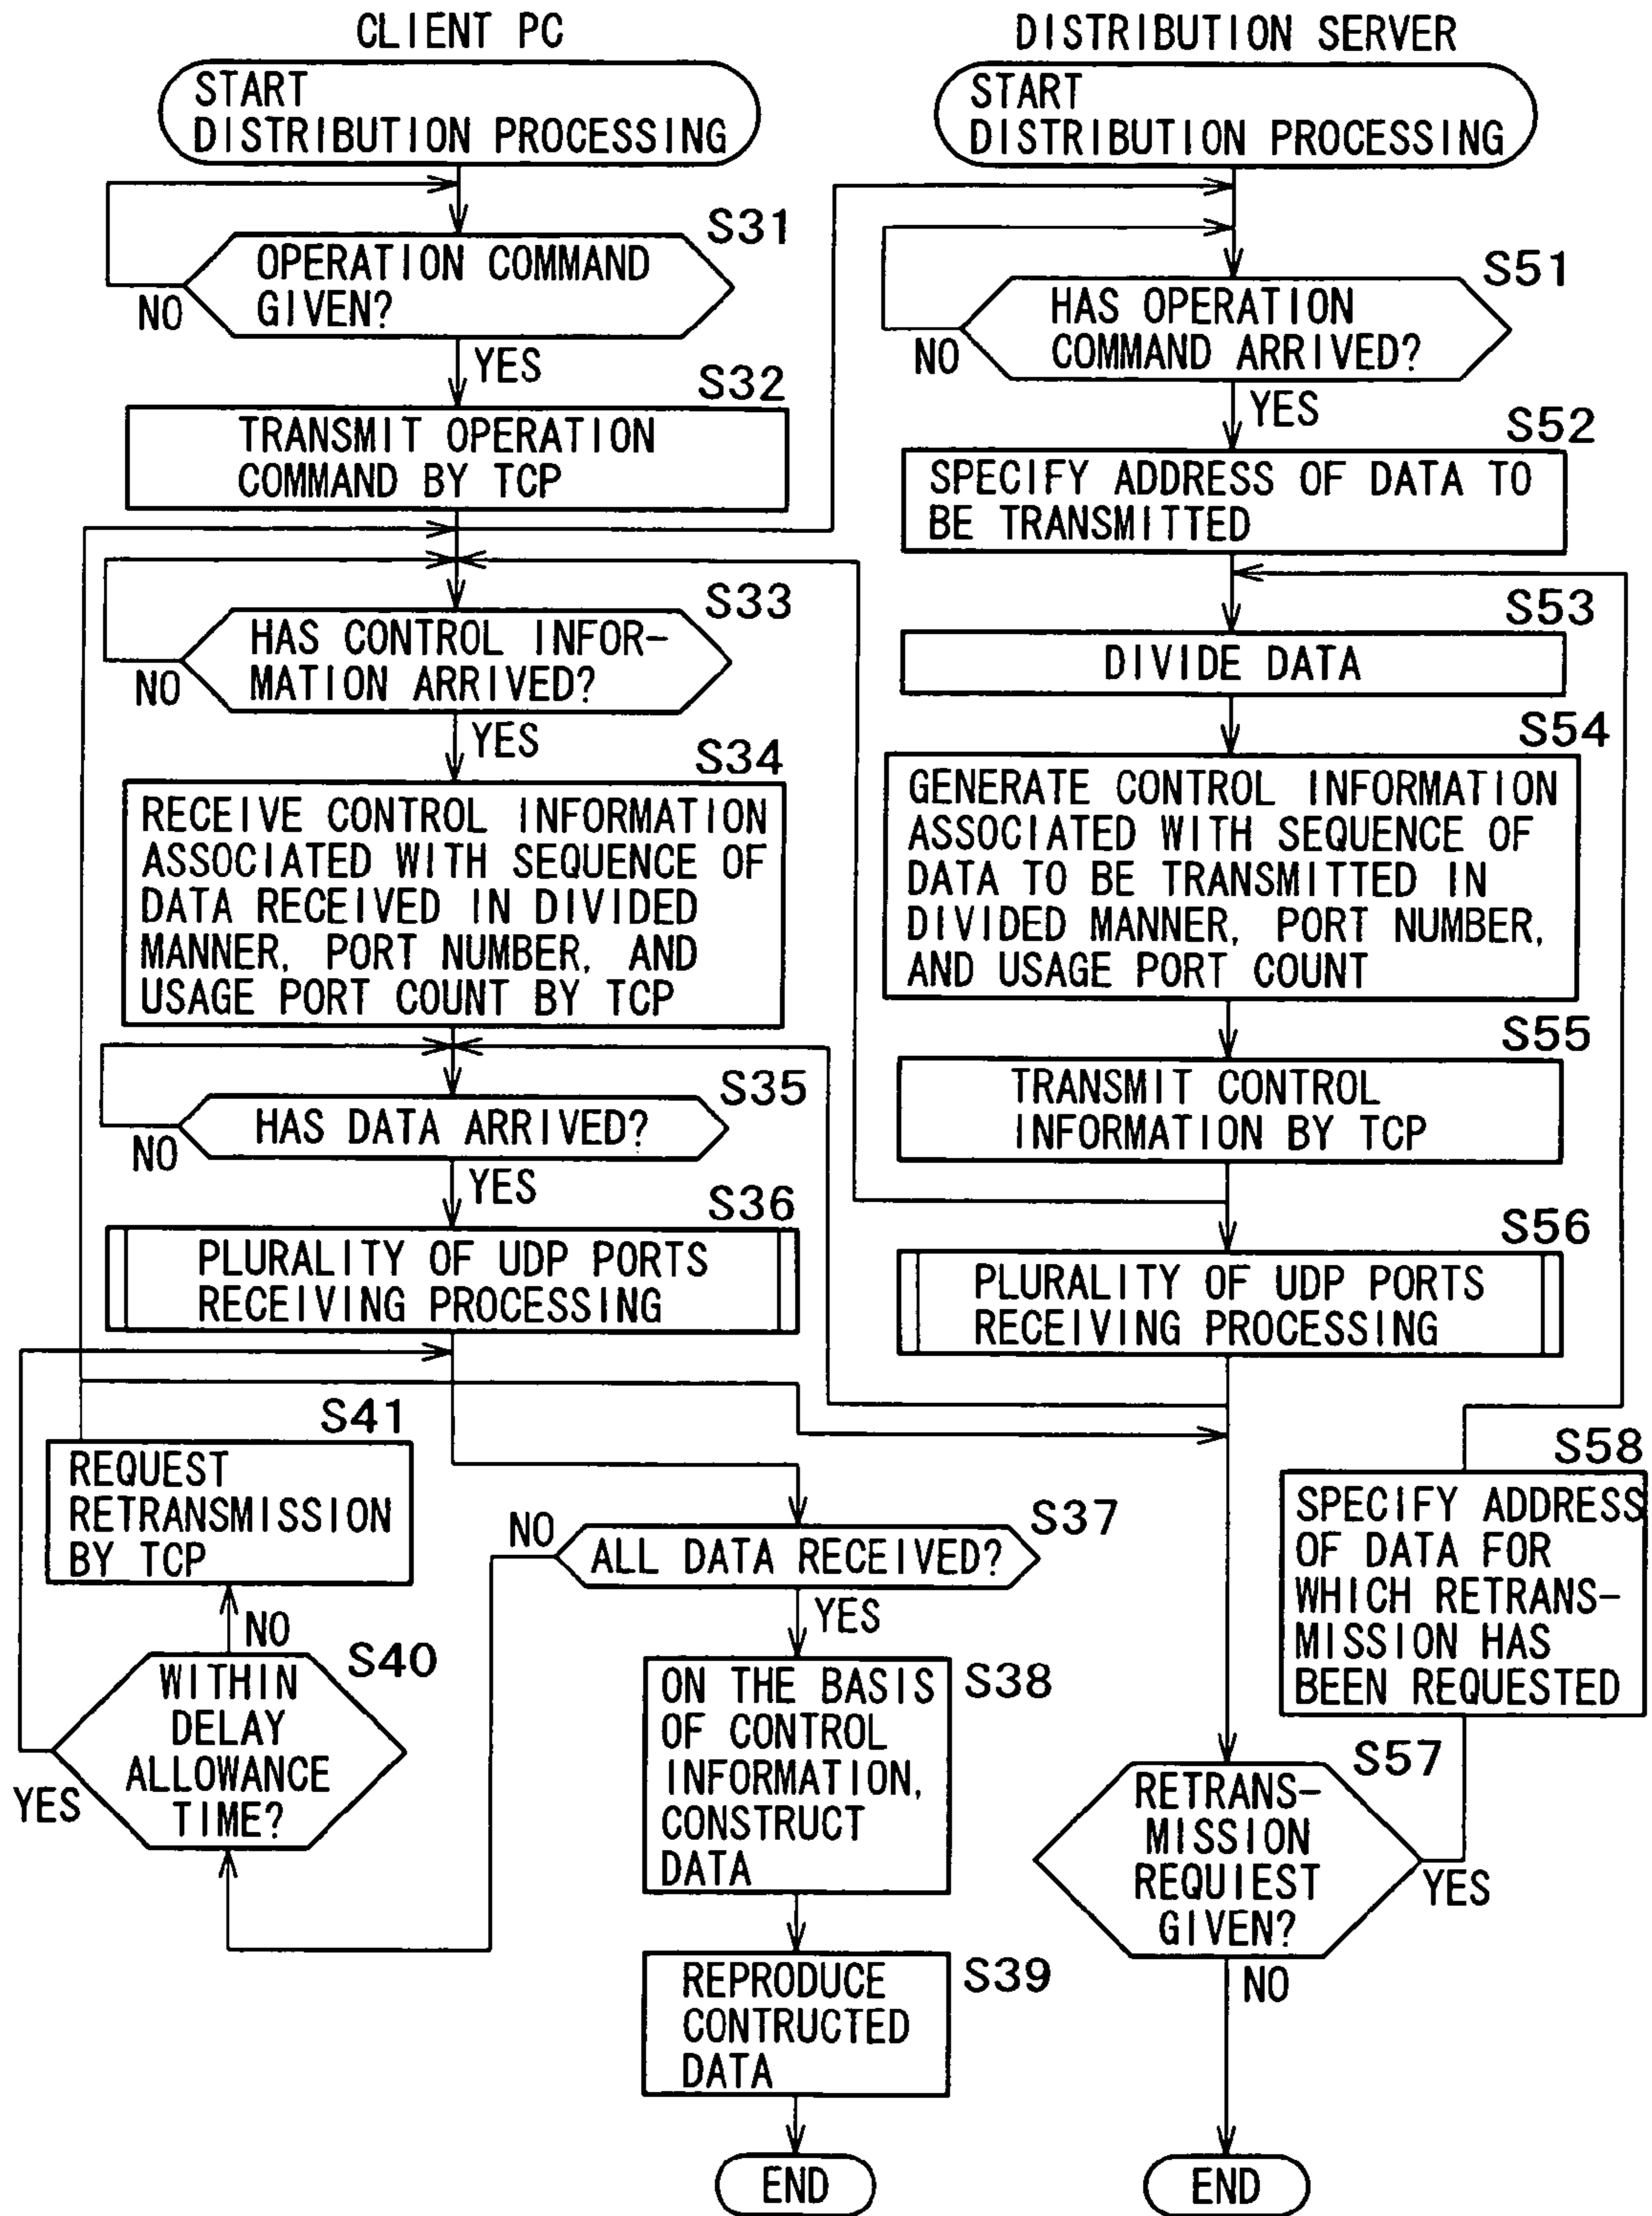 CLIENT PC
START
DISTRIBUTION PROCESSING
S31
OPERATION COMMAND
GIVEN?
NO
YES
S32
TRANSMIT OPERATION
COMMAND BY TCP
S33
HAS CONTROL INFOR-
MATION ARRIVED?
NO
YES
S34
RECEIVE CONTROL INFORMATION
ASSOCIATED WITH SEQUENCE OF
DATA RECEIVED IN DIVIDED
MANNER, PORT NUMBER, AND
USAGE PORT COUNT BY TCP
S35
HAS DATA ARRIVED?
NO
YES
S36
PLURALITY OF UDP PORTS
RECEIVING PROCESSING
S41
REQUEST
RETRANSMISSION
BY TCP
NO
S40
WITHIN
DELAY
ALLOWANCE
TIME?
YES
S37
NO
ALL DATA RECEIVED?
YES
S38
ON THE BASIS
OF CONTROL
INFORMATION,
CONSTRUCT
DATA
S39
REPRODUCE
CONTRUCTED
DATA
END
DISTRIBUTION SERVER
START
DISTRIBUTION PROCESSING
S51
HAS OPERATION
COMMAND ARRIVED?
NO
YES
S52
SPECIFY ADDRESS OF DATA TO
BE TRANSMITTED
S53
DIVIDE DATA
S54
GENERATE CONTROL INFORMATION
ASSOCIATED WITH SEQUENCE OF
DATA TO BE TRANSMITTED IN
DIVIDED MANNER, PORT NUMBER,
AND USAGE PORT COUNT
S55
TRANSMIT CONTROL
INFORMATION BY TCP
S56
PLURALITY OF UDP PORTS
RECEIVING PROCESSING
S58
SPECIFY ADDRESS
OF DATA FOR
WHICH RETRANS-
MISSION HAS
BEEN REQUESTED
S57
RETRANS-
MISSION
REQUIEST
GIVEN?
YES
NO
END